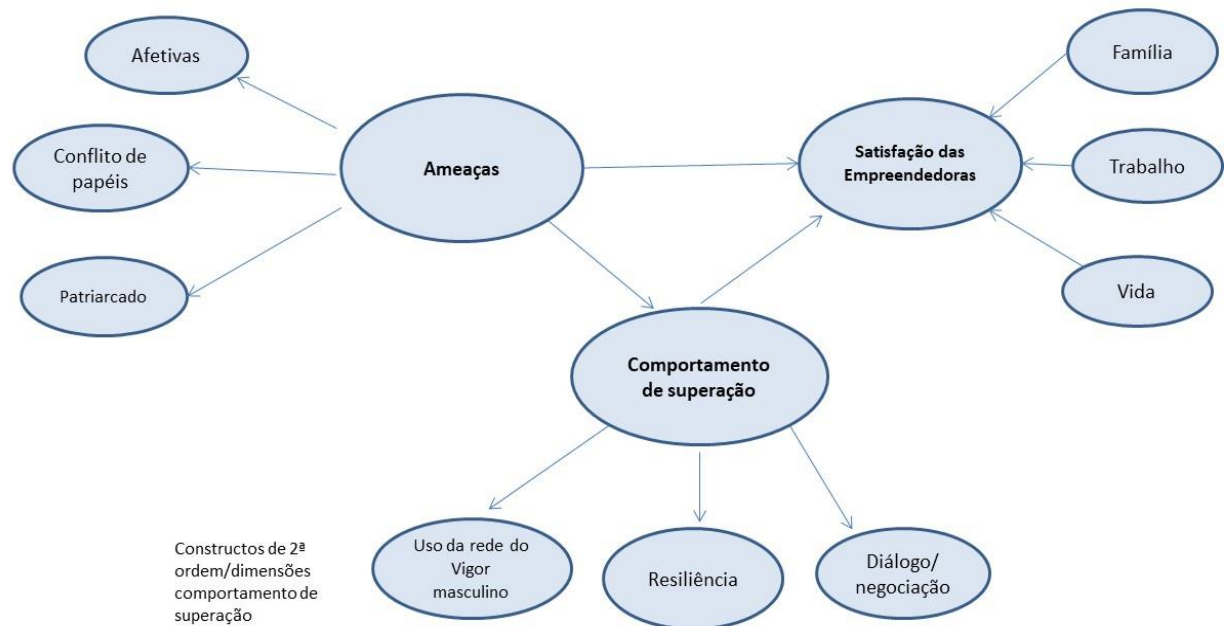 Afetivas
Conflito de
papéis
Patriarcado
Ameaças
Satisfação das
Empreendedoras
Família
Trabalho
Vida
Comportamento
de superação
Uso da rede do
Vigor
masculino
Resiliência
Diálogo/
negociação
Constructos de 2ª
ordem/dimensões
comportamento de
superação